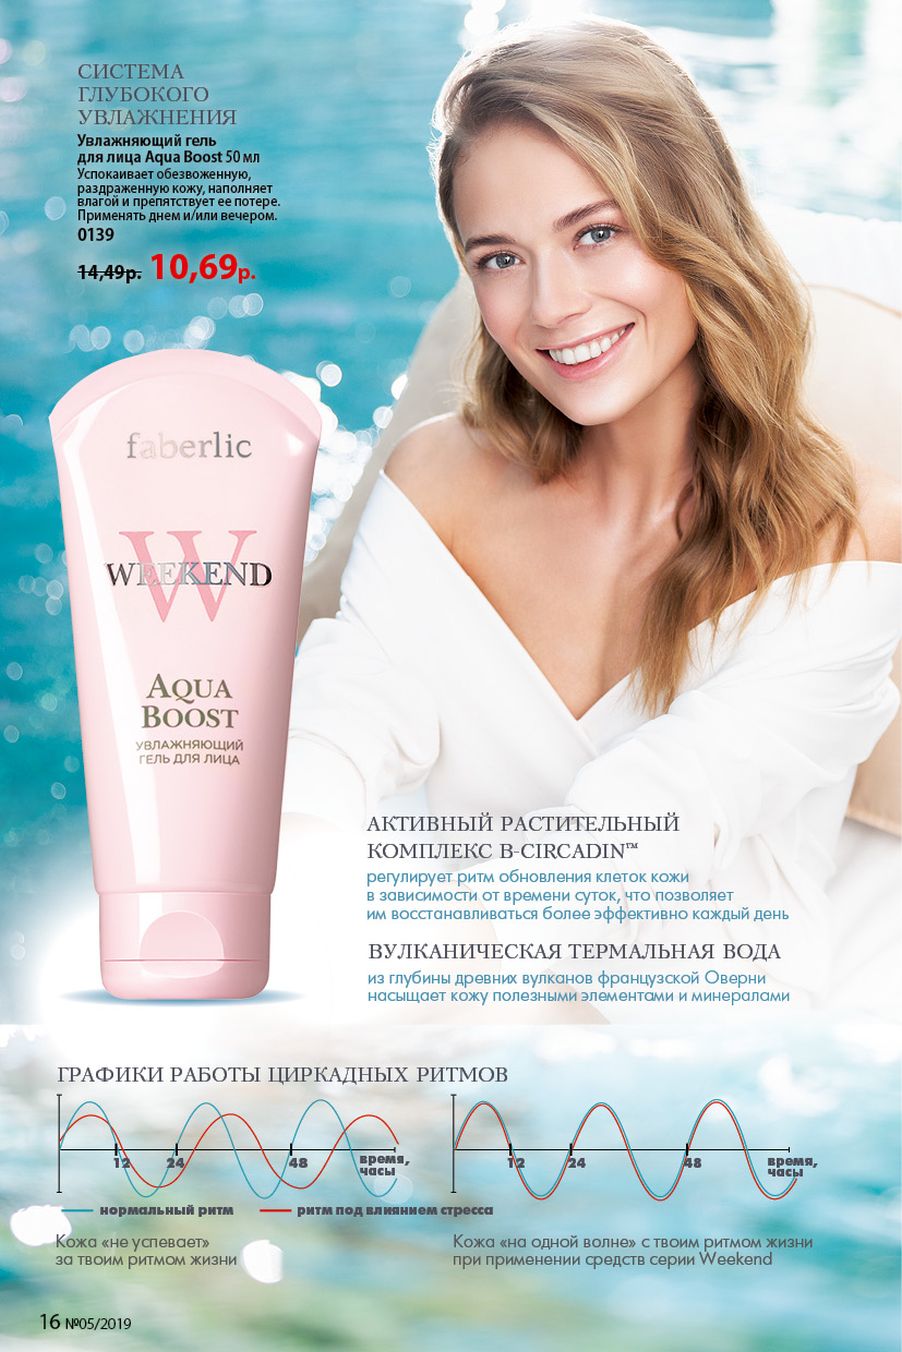 СИСТЕМА
ГЛУБОКОГО
УВЛАЖНЕНИЯ
Увлажняющий гель
для лица Aqua Boost 50 мл
Успокаивает обезвоженную,
раздраженную кожу, наполняет
влагой и препятствует ее потере.
Применять днем и/или вечером.
0139
14,49р. 10,69р.
faberlic
W
WEEKEND
AQUA
BOOST
УВЛАЖНЯЮЩИЙ
ГЕЛЬ ДЛЯ ЛИЦА
АКТИВНЫЙ РАСТИТЕЛЬНЫЙ
КОМПЛЕКС B-CIRCADIN™
регулирует ритм обновления клеток кожи
в зависимости от времени суток, что позволяет
им восстанавливаться более эффективно каждый день
ВУЛКАНИЧЕСКАЯ ТЕРМАЛЬНАЯ ВОДА
из глубины древних вулканов французской Оверни
насыщает кожу полезными элементами и минералами
ГРАФИКИ РАБОТЫ ЦИРКАДНЫХ РИТМОВ
12 24 48 время,
часы
12 24 48 время,
часы
нормальный ритм ритм под влиянием стресса
Кожа «не успевает»
за твоим ритмом жизни
Кожа «на одной волне» с твоим ритмом жизни
при применении средств серии Weekend
16 №05/2019